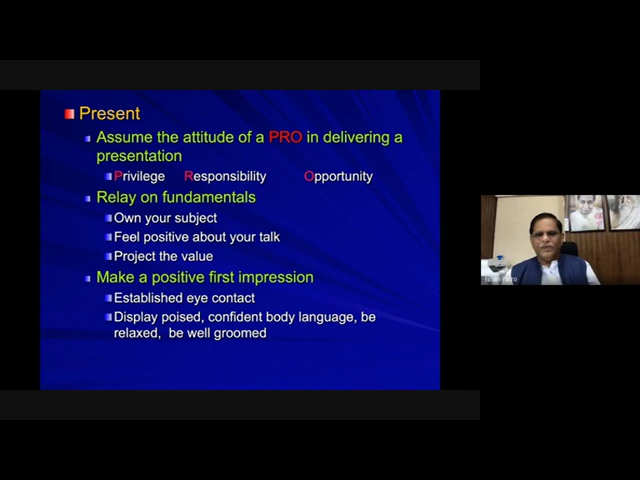 Present
Assume the attitude of a PRO in delivering a
presentation
Privilege Responsibility Opportunity
Relay on fundamentals
Own your subject
Feel positive about your talk
Project the value
Make a positive first impression
Established eye contact
Display poised, confident body language, be
relaxed, be well groomed